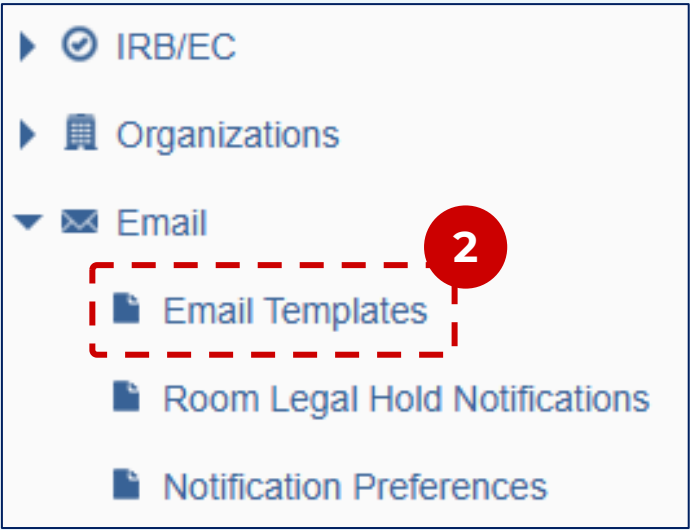 IRB/EC
Organizations
Email
2
Email Templates
Room Legal Hold Notifications
Notification Preferences